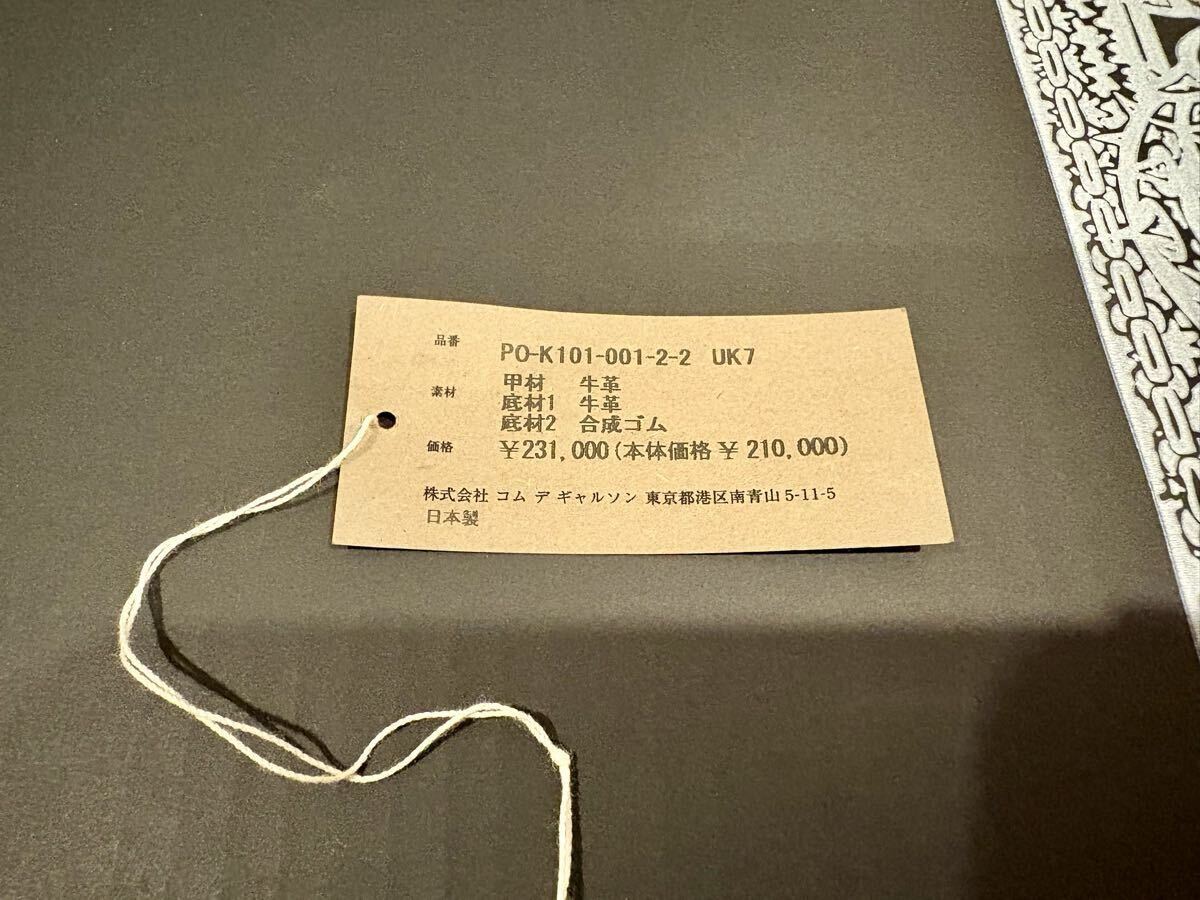 品番 PO-K101-001-2-2 UK7
素材 甲材 牛革
底材1 牛革
底材2 合成ゴム
価格 ¥231,000(本体価格 ¥ 210,000)
株式会社 コム デ ギャルソン 東京都港区南青山 5-11-5
日本製